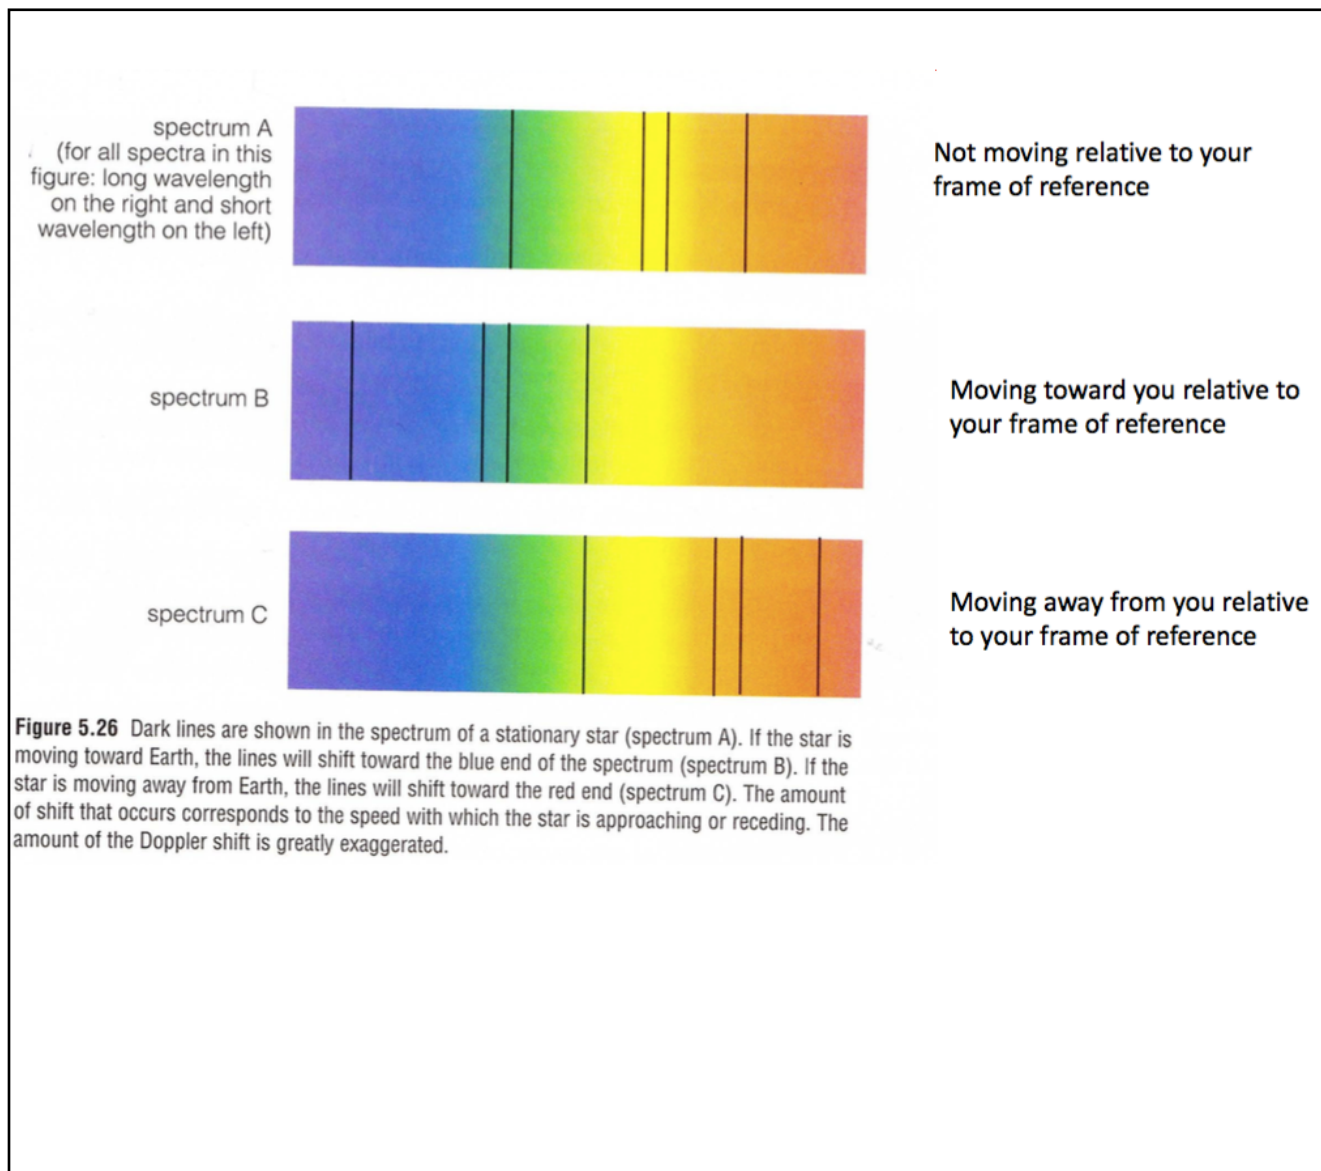 spectrum A
(for all spectra in this
figure: long wavelength
on the right and short
wavelength on the left)
Not moving relative to your
frame of reference
spectrum B
Moving toward you relative to
your frame of reference
spectrum C
Moving away from you relative
to your frame of reference
Figure 5.26 Dark lines are shown in the spectrum of a stationary star (spectrum A). If the star is
moving toward Earth, the lines will shift toward the blue end of the spectrum (spectrum B). If the
star is moving away from Earth, the lines will shift toward the red end (spectrum C). The amount
of shift that occurs corresponds to the speed with which the star is approaching or receding. The
amount of the Doppler shift is greatly exaggerated.